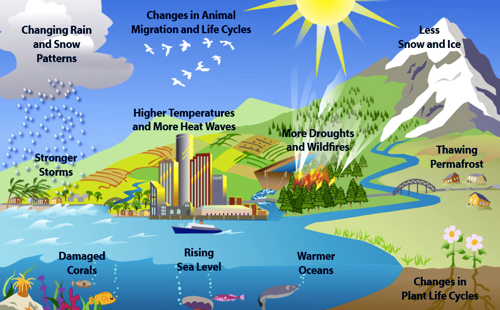 Changing Rain
and Snow
Patterns
Changes in Animal
Migration and Life Cycles
Less
Snow and Ice
Higher Temperatures
and More Heat Waves
More Droughts
and Wildfires
Stronger
Storms
Thawing
Permafrost
Damaged
Corals
Rising
Sea Level
Warmer
Oceans
Changes in
Plant Life Cycles